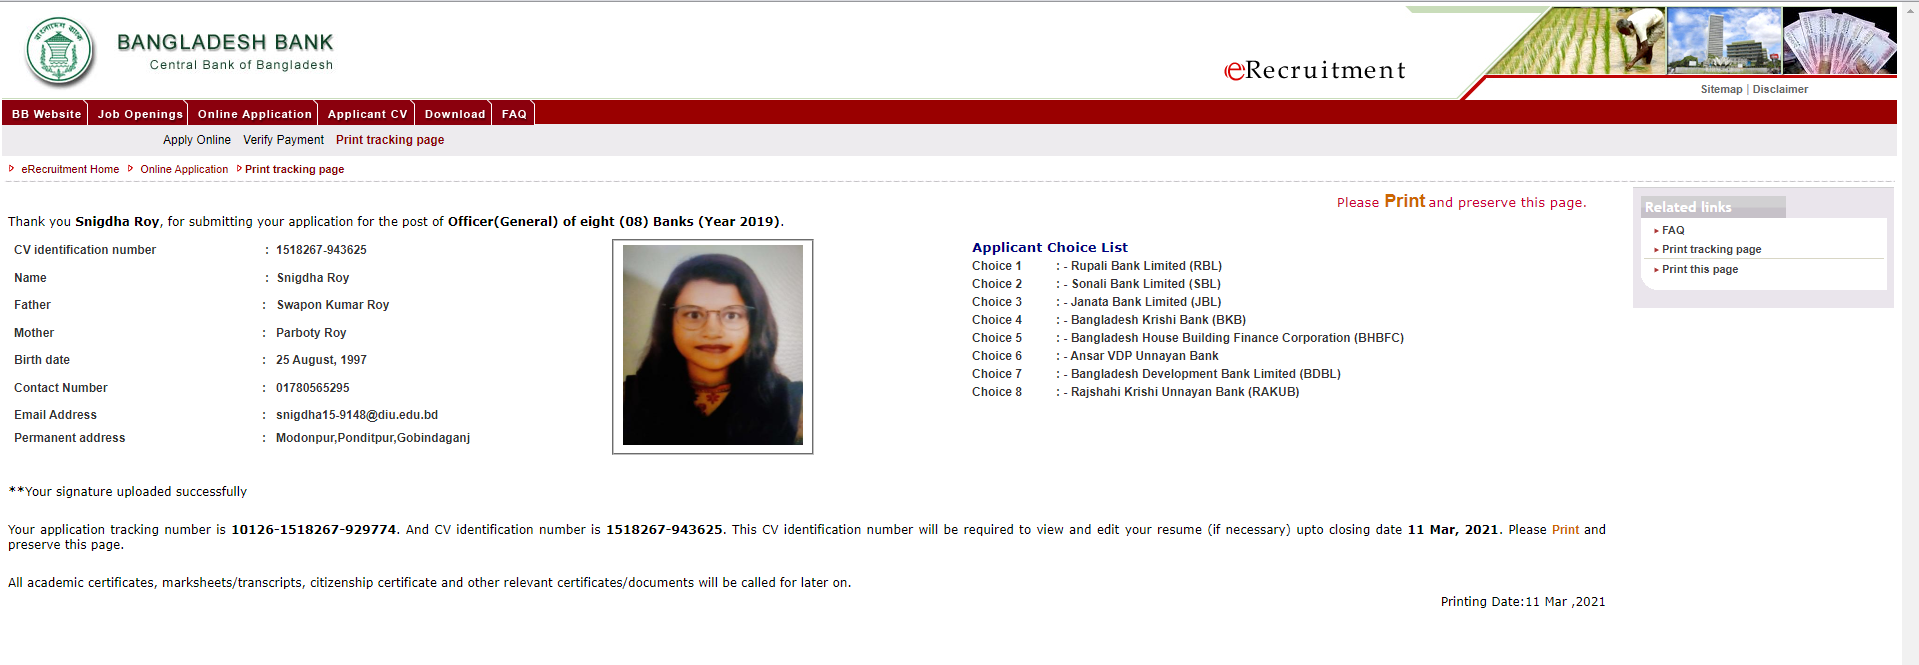 BANGLADESH BANK
Central Bank of Bangladesh
eRecruitment
Sitemap | Disclaimer
BB Website Job Openings Online Application Applicant CV Download FAQ
Apply Online Verify Payment Print tracking page
eRecruitment Home Online Application Print tracking page
Please Print and preserve this page.
Thank you Snigdha Roy, for submitting your application for the post of Officer(General) of eight (08) Banks (Year 2019).
CV identification number : 1518267-943625
Name : Snigdha Roy
Father : Swapon Kumar Roy
Mother : Parboty Roy
Birth date : 25 August, 1997
Contact Number : 01780565295
Email Address : snigdha15-9148@diu.edu.bd
Permanent address : Modonpur,Ponditpur,Gobindaganj
Applicant Choice List
Choice 1 : - Rupali Bank Limited (RBL)
Choice 2 : - Sonali Bank Limited (SBL)
Choice 3 : - Janata Bank Limited (JBL)
Choice 4 : - Bangladesh Krishi Bank (BKB)
Choice 5 : - Bangladesh House Building Finance Corporation (BHBFC)
Choice 6 : - Ansar VDP Unnayan Bank
Choice 7 : - Bangladesh Development Bank Limited (BDBL)
Choice 8 : - Rajshahi Krishi Unnayan Bank (RAKUB)
Related links
FAQ
Print tracking page
Print this page
**Your signature uploaded successfully
Your application tracking number is 10126-1518267-929774. And CV identification number is 1518267-943625. This CV identification number will be required to view and edit your resume (if necessary) upto closing date 11 Mar, 2021. Please Print and
preserve this page.
All academic certificates, marksheets/transcripts, citizenship certificate and other relevant certificates/documents will be called for later on.
Printing Date:11 Mar ,2021